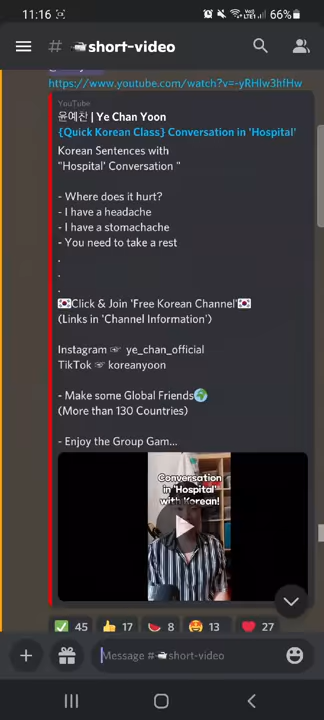 11:16
66%
# short-video
https://www.youtube.com/watch?v=-yRHIw3hfHw
YouTube
윤예찬 | Ye Chan Yoon
{Quick Korean Class} Conversation in 'Hospital'
Korean Sentences with
"Hospital' Conversation "
- Where does it hurt?
- I have a headache
- I have a stomachache
- You need to take a rest
.
.
.
🇰🇷Click & Join 'Free Korean Channel'🇰🇷
(Links in 'Channel Information')
Instagram ☞ ye_chan_official
TikTok ☞ koreanyoon
- Make some Global Friends🌍
(More than 130 Countries)
- Enjoy the Group Gam...
Conversation
in 'Hospital'
with Korean!
✅ 45 👍 17 🍉 8 🤩 13 ❤️ 27
Message #short-video